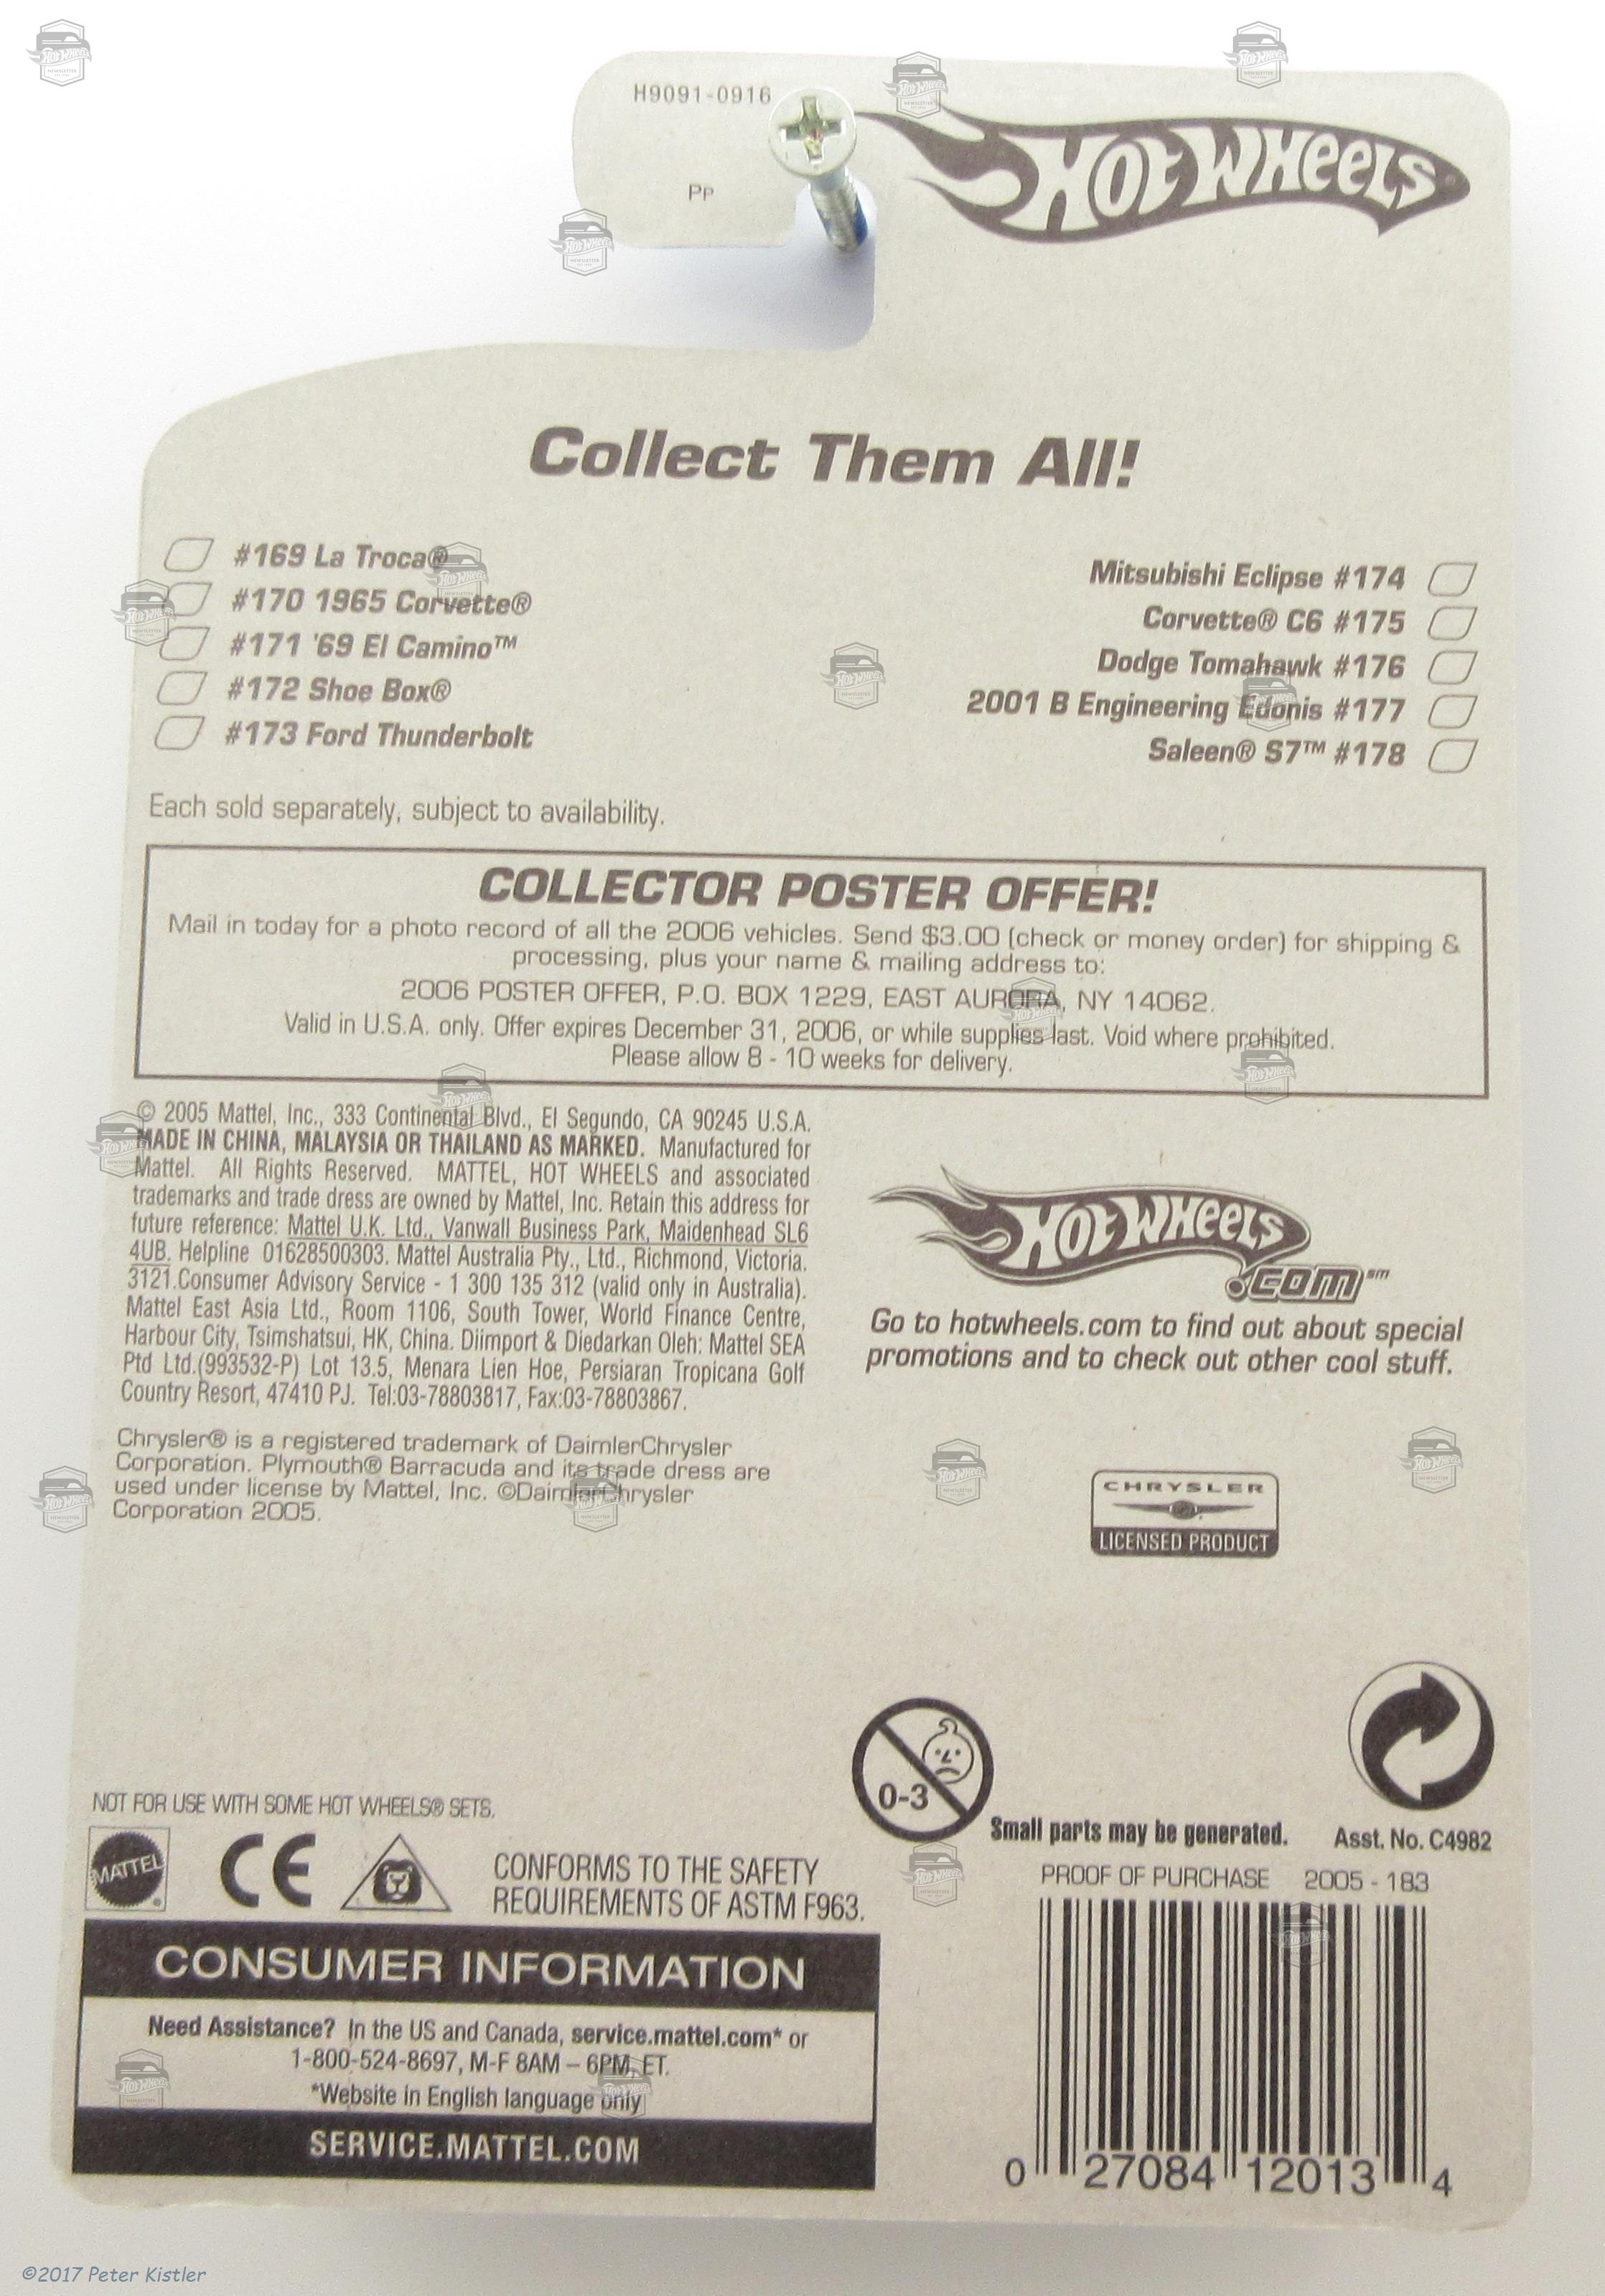 H9091-0916
Pp
HOT WHEELS
Collect Them All!
#169 La Troca®
#170 1965 Corvette®
#171 '69 El Camino™
#172 Shoe Box®
#173 Ford Thunderbolt
Mitsubishi Eclipse #174
Corvette® C6 #175
Dodge Tomahawk #176
2001 B Engineering Edonis #177
Saleen® S7™ #178
Each sold separately, subject to availability.
COLLECTOR POSTER OFFER!
Mail in today for a photo record of all the 2006 vehicles. Send $3.00 (check or money order) for shipping &
processing, plus your name & mailing address to:
2006 POSTER OFFER, P.O. BOX 1229, EAST AURORA, NY 14062.
Valid in U.S.A. only. Offer expires December 31, 2006, or while supplies last. Void where prohibited.
Please allow 8 - 10 weeks for delivery.
© 2005 Mattel, Inc., 333 Continental Blvd., El Segundo, CA 90245 U.S.A.
MADE IN CHINA, MALAYSIA OR THAILAND AS MARKED. Manufactured for
Mattel. All Rights Reserved. MATTEL, HOT WHEELS and associated
trademarks and trade dress are owned by Mattel, Inc. Retain this address for
future reference: Mattel U.K. Ltd., Vanwall Business Park, Maidenhead SL6
4UB. Helpline 01628500303. Mattel Australia Pty., Ltd., Richmond, Victoria.
3121.Consumer Advisory Service - 1 300 135 312 (valid only in Australia).
Mattel East Asia Ltd., Room 1106, South Tower, World Finance Centre,
Harbour City, Tsimshatsui, HK, China. Diimport & Diedarkan Oleh: Mattel SEA
Ptd Ltd.(993532-P) Lot 13.5, Menara Lien Hoe, Persiaran Tropicana Golf
Country Resort, 47410 PJ. Tel:03-78803817, Fax:03-78803867.
HOT WHEELS
.COM℠
Go to hotwheels.com to find out about special
promotions and to check out other cool stuff.
Chrysler® is a registered trademark of DaimlerChrysler
Corporation. Plymouth® Barracuda and its trade dress are
used under license by Mattel, Inc. ©DaimlerChrysler
Corporation 2005.
CHRYSLER
LICENSED PRODUCT
0-3
Small parts may be generated.
Asst. No. C4982
NOT FOR USE WITH SOME HOT WHEELS® SETS.
MATTEL®
CE
CONFORMS TO THE SAFETY
REQUIREMENTS OF ASTM F963.
PROOF OF PURCHASE 2005 - 183
CONSUMER INFORMATION
Need Assistance? In the US and Canada, service.mattel.com* or
1-800-524-8697, M-F 8AM – 6PM, ET.
*Website in English language only
SERVICE.MATTEL.COM
0 27084 12013 4
©2017 Peter Kistler